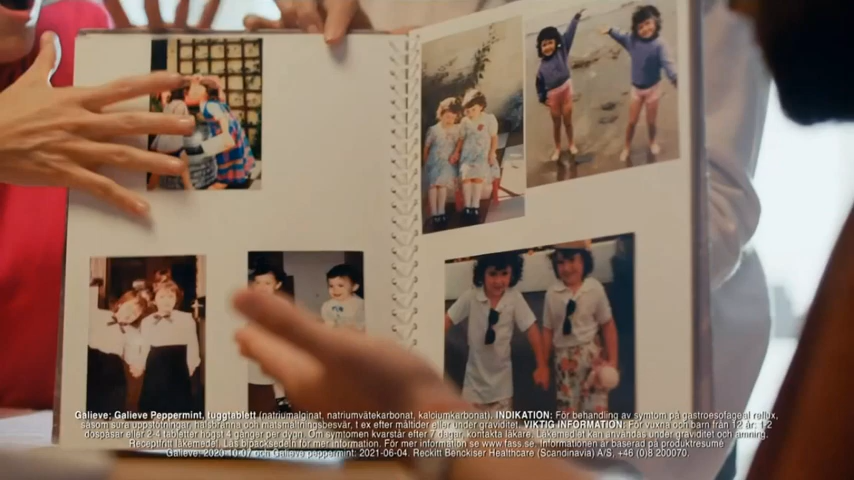 Galieve; Galieve Peppermint, tuggtablett (natriumalginat, natriumvätekarbonat, kalciumkarbonat). INDIKATION: För behandling av symtom på gastroesofageal reflux,
såsom sura uppstötningar, halsbränna och matsmältningsbesvär, t ex efter måltider eller under graviditet. VIKTIG INFORMATION: För vuxna och barn från 12 år: 1-2
dospåsar eller 2-4 tabletter högst 4 gånger per dygn. Om symtomen kvarstår efter 7 dagar, kontakta läkare. Läkemedlet kan användas under graviditet och amning.
Receptfritt läkemedel. Läs bipacksedeln för mer information. För mer information se www.fass.se. Informationen är baserad på produktresumé
Galieve: 2020-10-07 och Galieve peppermint: 2021-06-04. Reckitt Benckiser Healthcare (Scandinavia) A/S, +46 (0)8 200070.